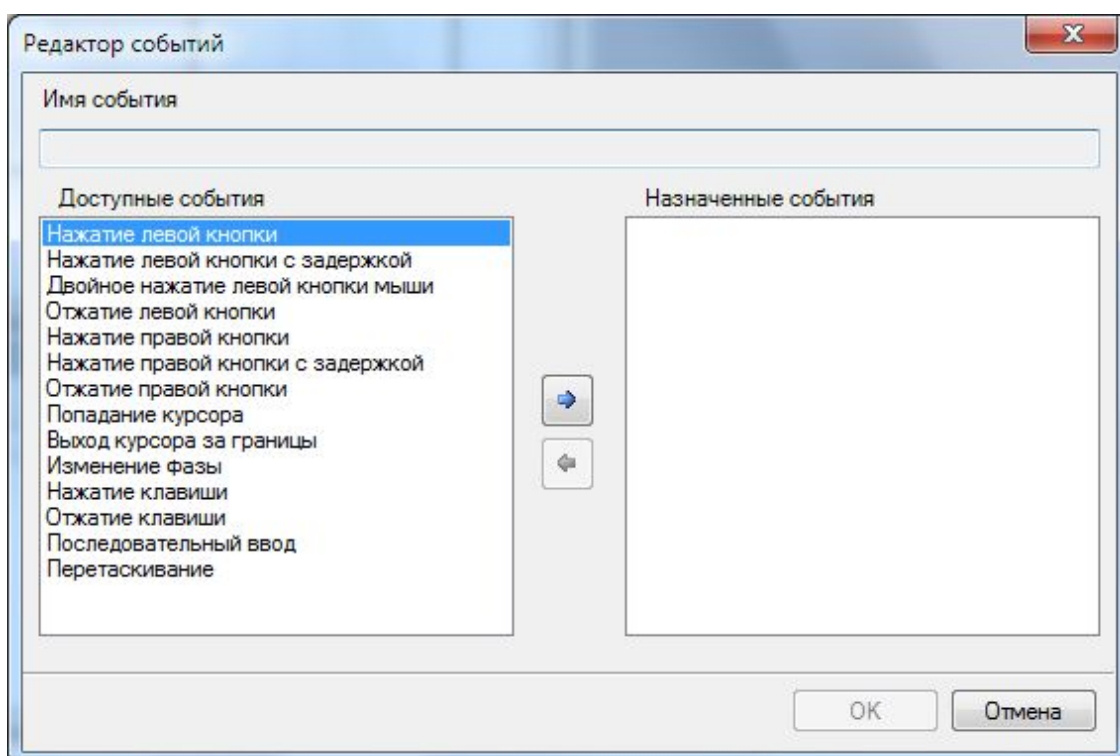 Редактор событий
Имя события
Доступные события
Назначенные события
Нажатие левой кнопки
Нажатие левой кнопки с задержкой
Двойное нажатие левой кнопки мыши
Отжатие левой кнопки
Нажатие правой кнопки
Нажатие правой кнопки с задержкой
Отжатие правой кнопки
Попадание курсора
Выход курсора за границы
Изменение фазы
Нажатие клавиши
Отжатие клавиши
Последовательный ввод
Перетаскивание
OK
Отмена